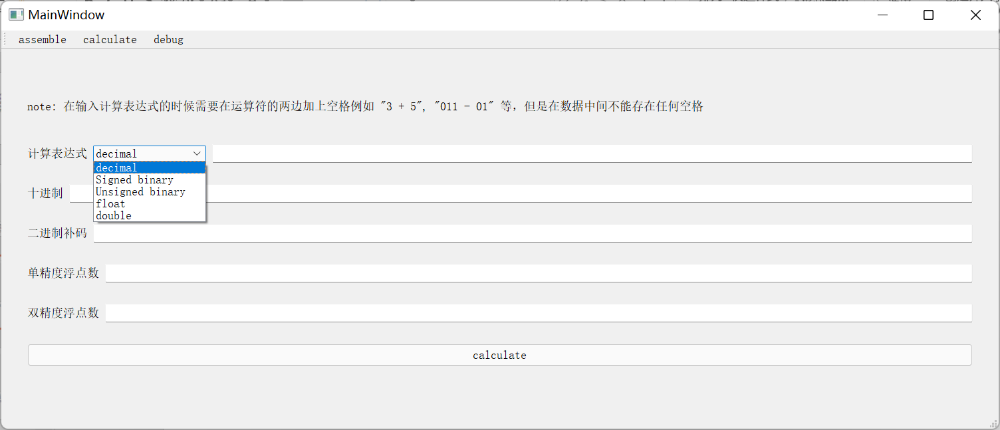 MainWindow
assemble calculate debug
note: 在输入计算表达式的时候需要在运算符的两边加上空格例如 "3 + 5", "011 - 01" 等，但是在数据中间不能存在任何空格
计算表达式 decimal
decimal
Signed binary
十进制
Unsigned binary
float
double
二进制补码
单精度浮点数
双精度浮点数
calculate